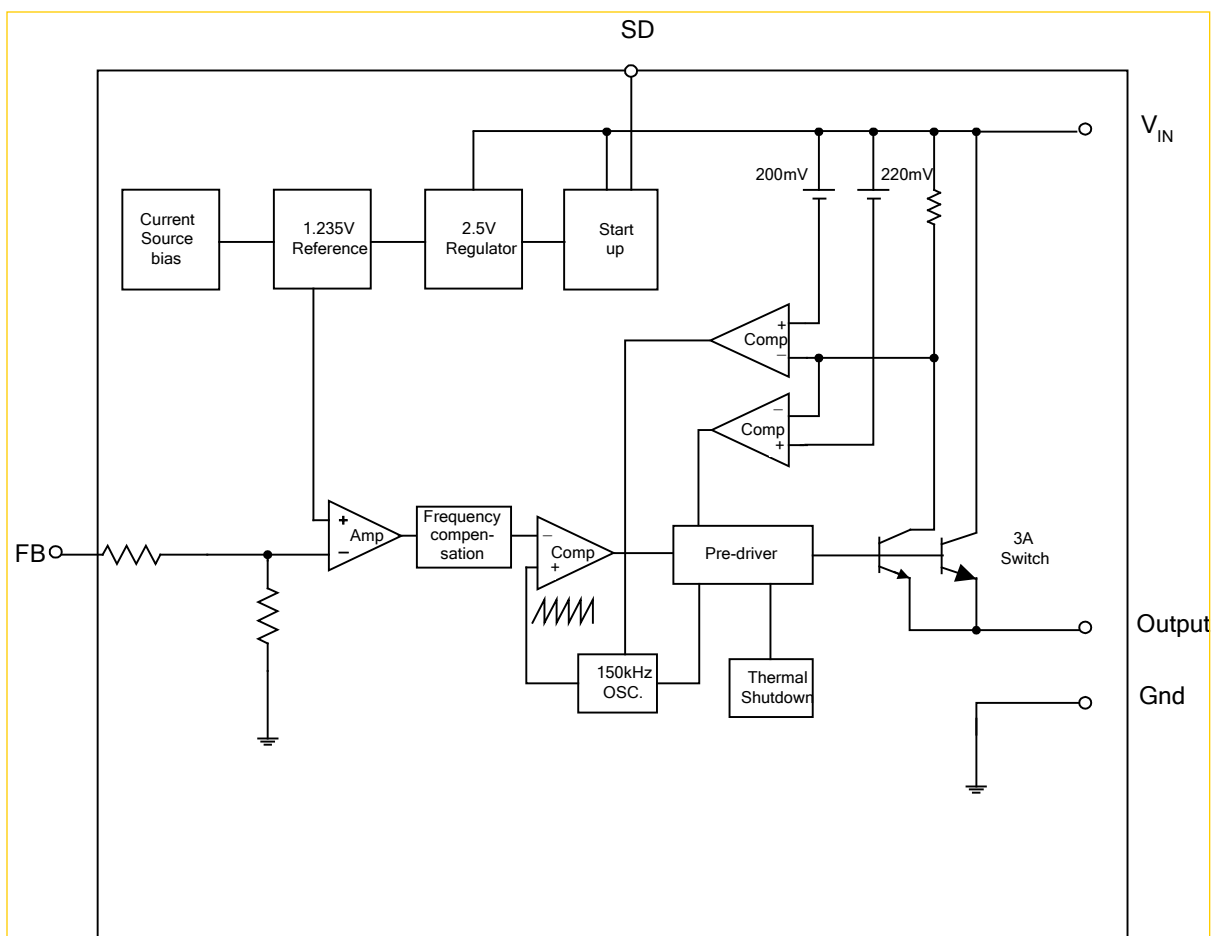 SD
V_IN
200mV
220mV
Current
Source
bias
1.235V
Reference
2.5V
Regulator
Start
up
+
Comp
−
−
Comp
+
+
Amp
−
Frequency
compen-
sation
−
Comp
+
Pre-driver
3A
Switch
FB
Output
150kHz
OSC.
Thermal
Shutdown
Gnd